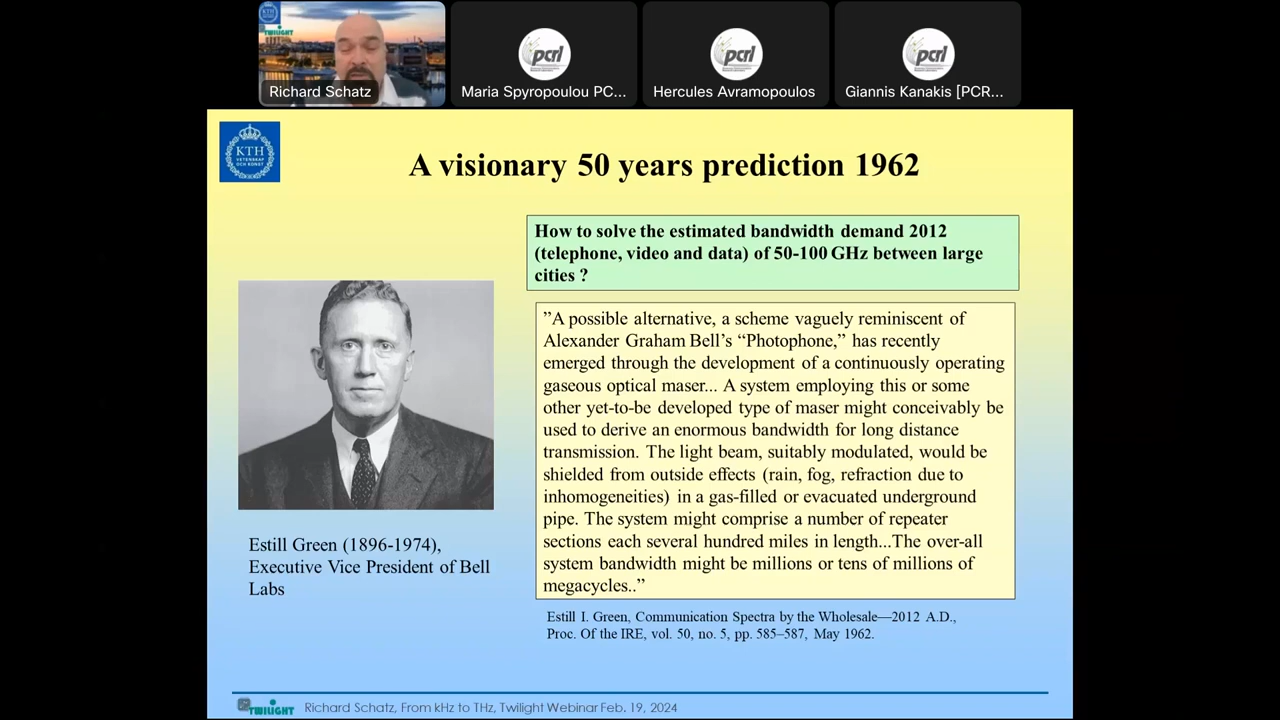 TWILIGHT
Richard Schatz
pcrl
Maria Spyropoulou PC...
pcrl
Hercules Avramopoulos
pcrl
Giannis Kanakis [PCR...
KTH
VETENSKAP
OCH KONST
A visionary 50 years prediction 1962
How to solve the estimated bandwidth demand 2012
(telephone, video and data) of 50-100 GHz between large
cities ?
”A possible alternative, a scheme vaguely reminiscent of
Alexander Graham Bell’s “Photophone,” has recently
emerged through the development of a continuously operating
gaseous optical maser... A system employing this or some
other yet-to-be developed type of maser might conceivably be
used to derive an enormous bandwidth for long distance
transmission. The light beam, suitably modulated, would be
shielded from outside effects (rain, fog, refraction due to
inhomogeneities) in a gas-filled or evacuated underground
pipe. The system might comprise a number of repeater
sections each several hundred miles in length...The over-all
system bandwidth might be millions or tens of millions of
megacycles..”
Estill Green (1896-1974),
Executive Vice President of Bell
Labs
Estill I. Green, Communication Spectra by the Wholesale—2012 A.D.,
Proc. Of the IRE, vol. 50, no. 5, pp. 585–587, May 1962.
TWILIGHT
Richard Schatz, From kHz to THz, Twilight Webinar Feb. 19, 2024